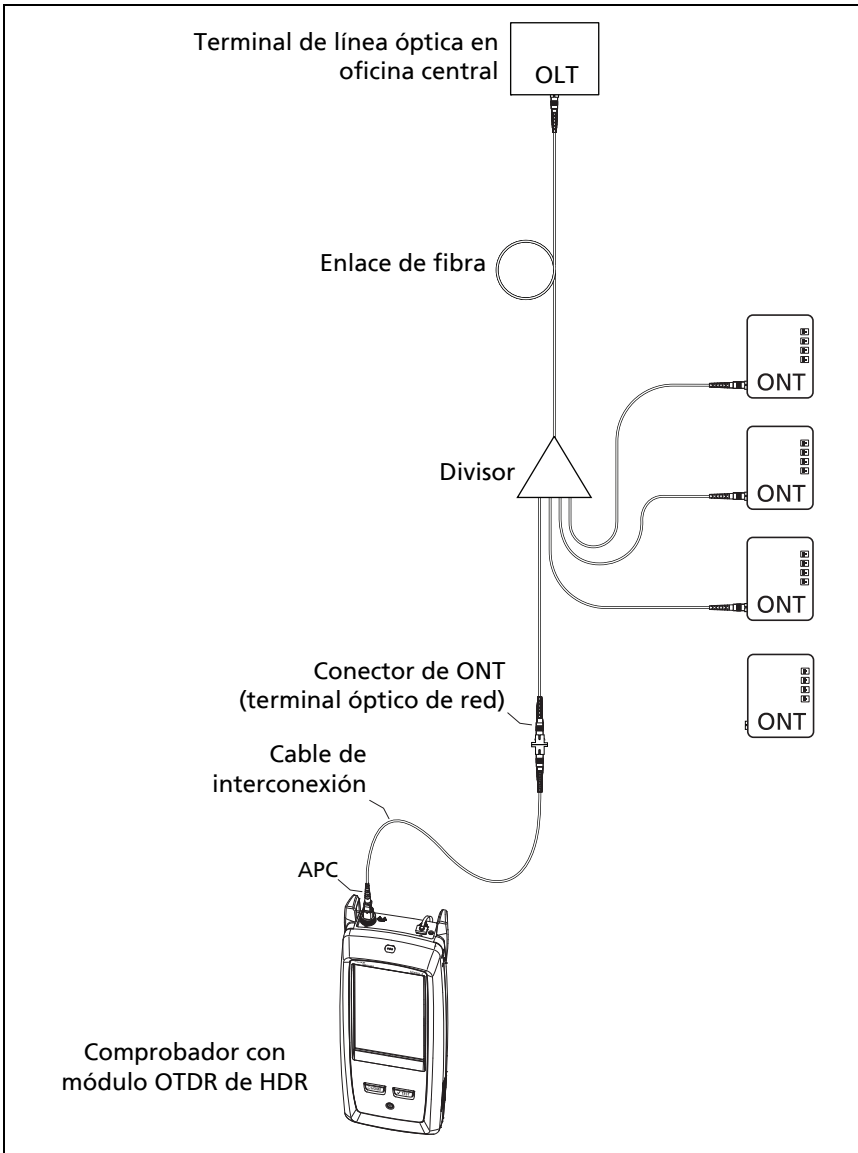 Terminal de línea óptica en
oficina central
OLT
Enlace de fibra
ONT
Divisor
ONT
ONT
Conector de ONT
(terminal óptico de red)
ONT
Cable de
interconexión
APC
Comprobador con
módulo OTDR de HDR